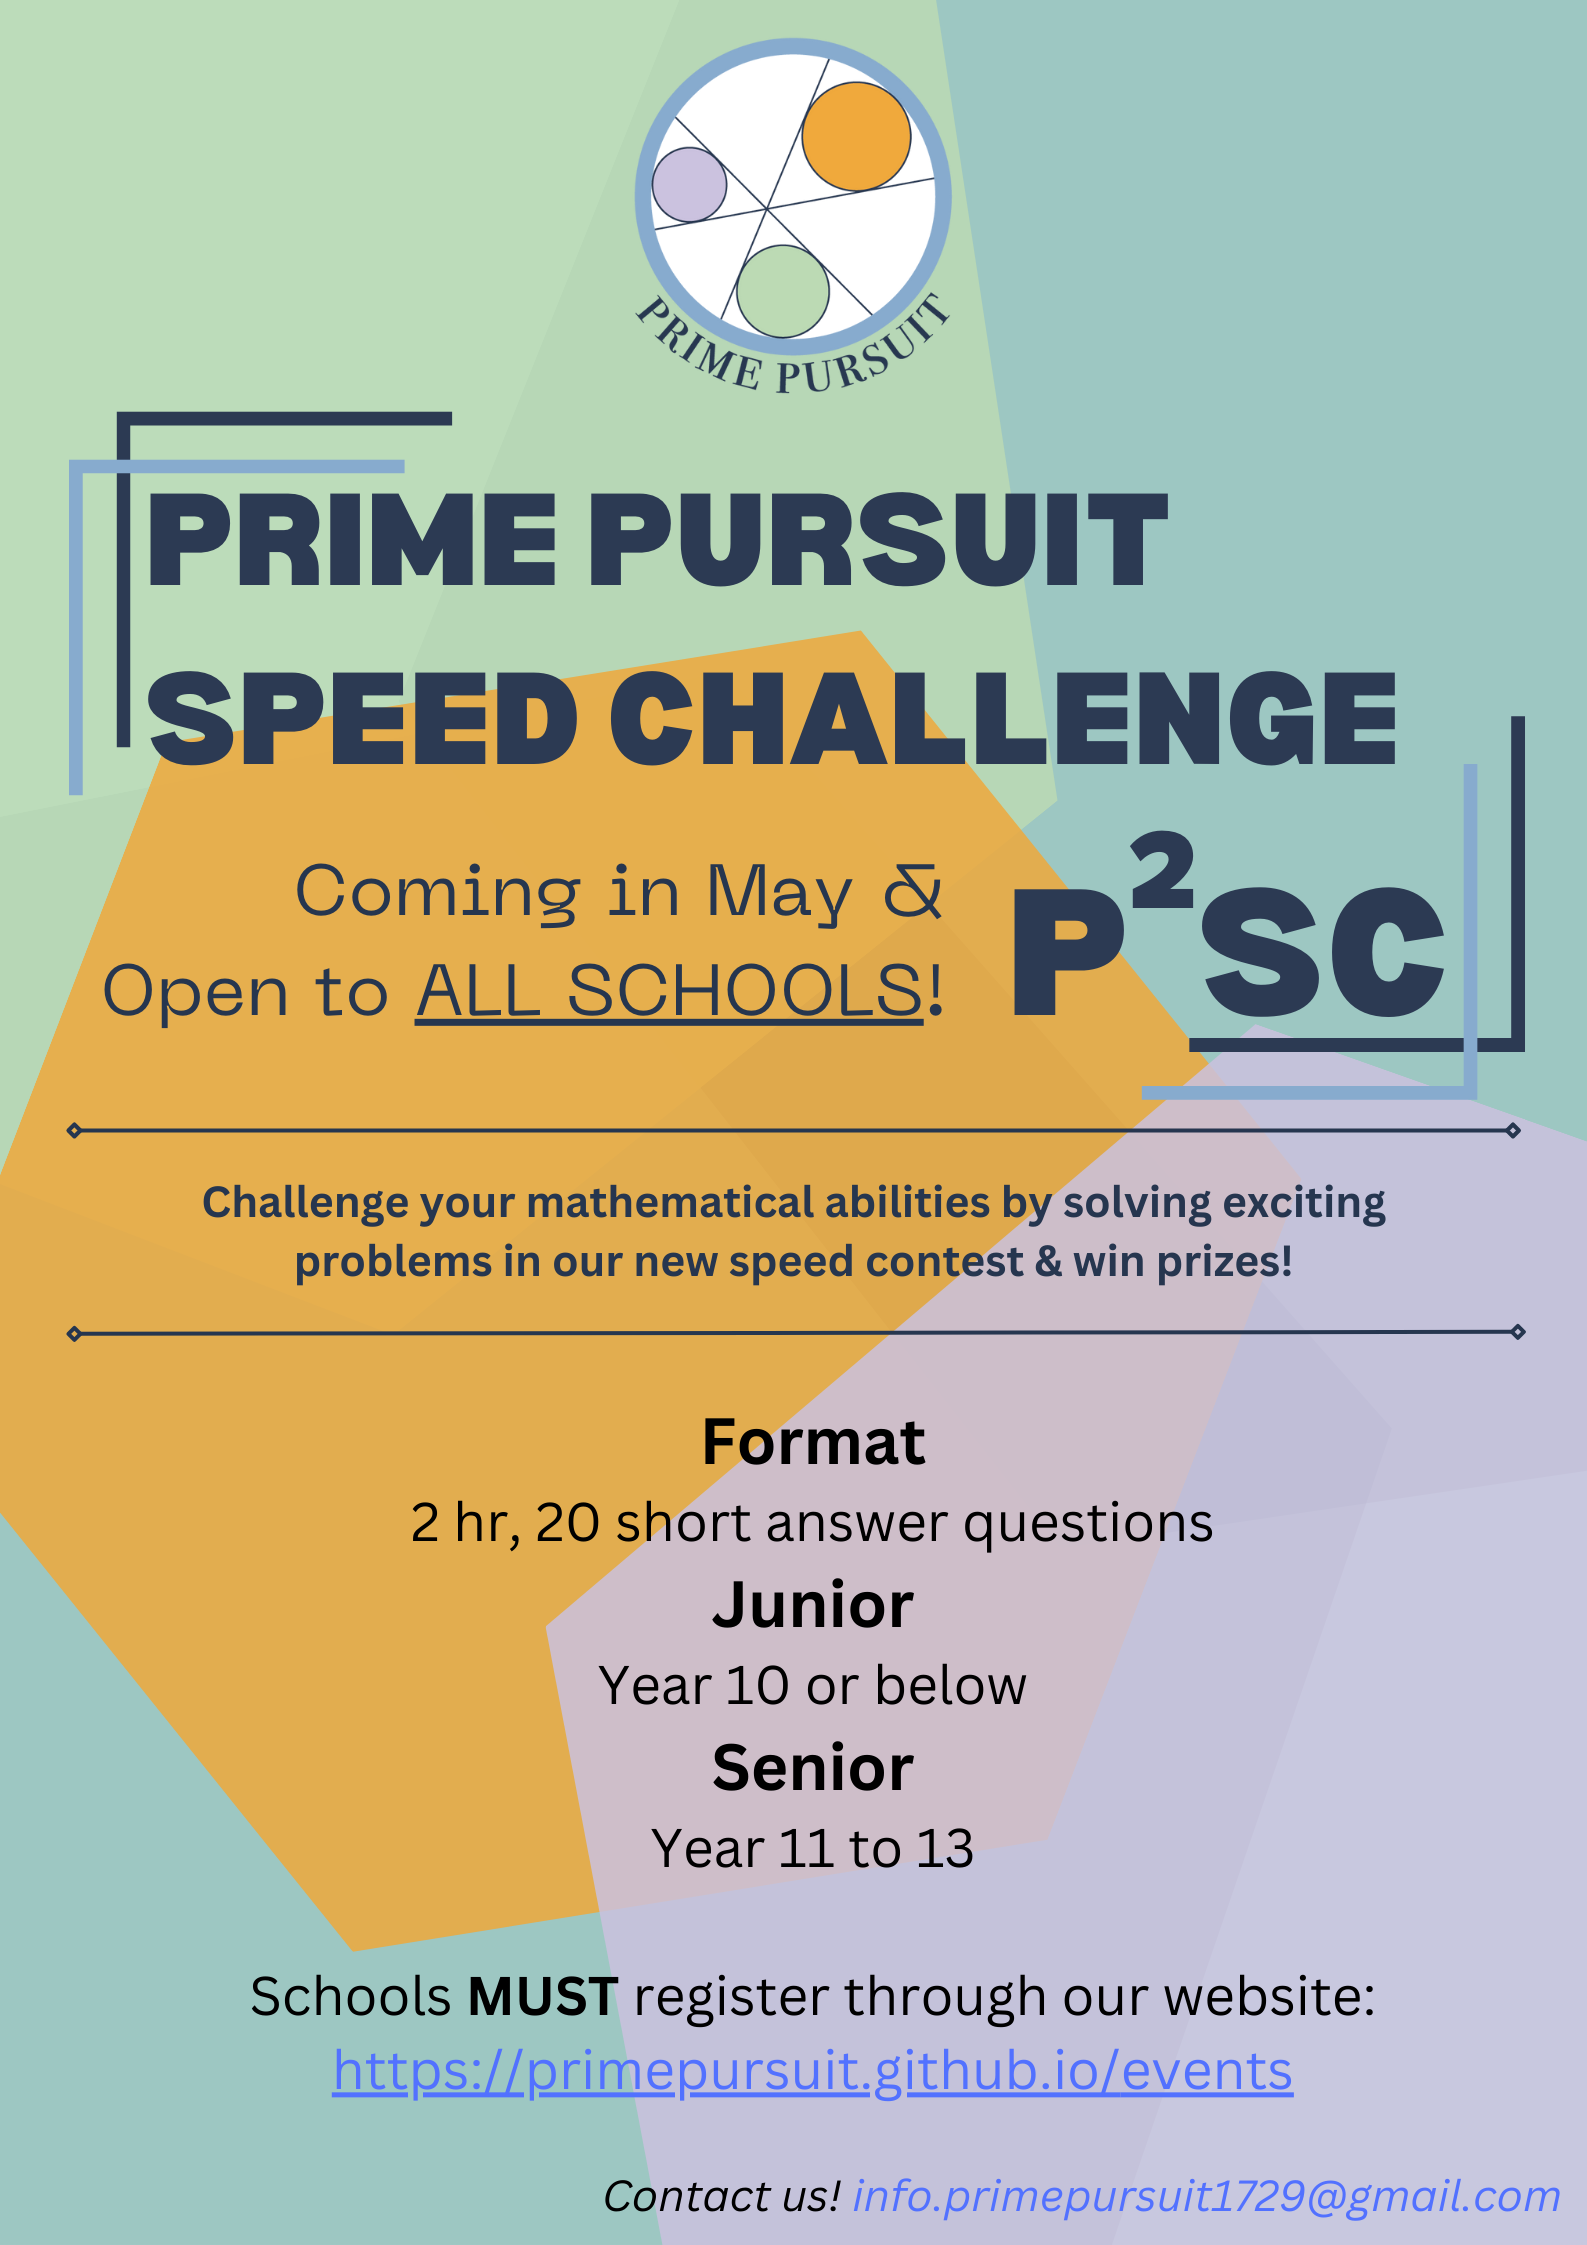 PRIME PURSUIT
PRIME PURSUIT
SPEED CHALLENGE
Coming in May &
Open to ALL SCHOOLS!
P²SC
Challenge your mathematical abilities by solving exciting
problems in our new speed contest & win prizes!
Format
2 hr, 20 short answer questions
Junior
Year 10 or below
Senior
Year 11 to 13
Schools MUST register through our website:
https://primepursuit.github.io/events
Contact us! info.primepursuit1729@gmail.com